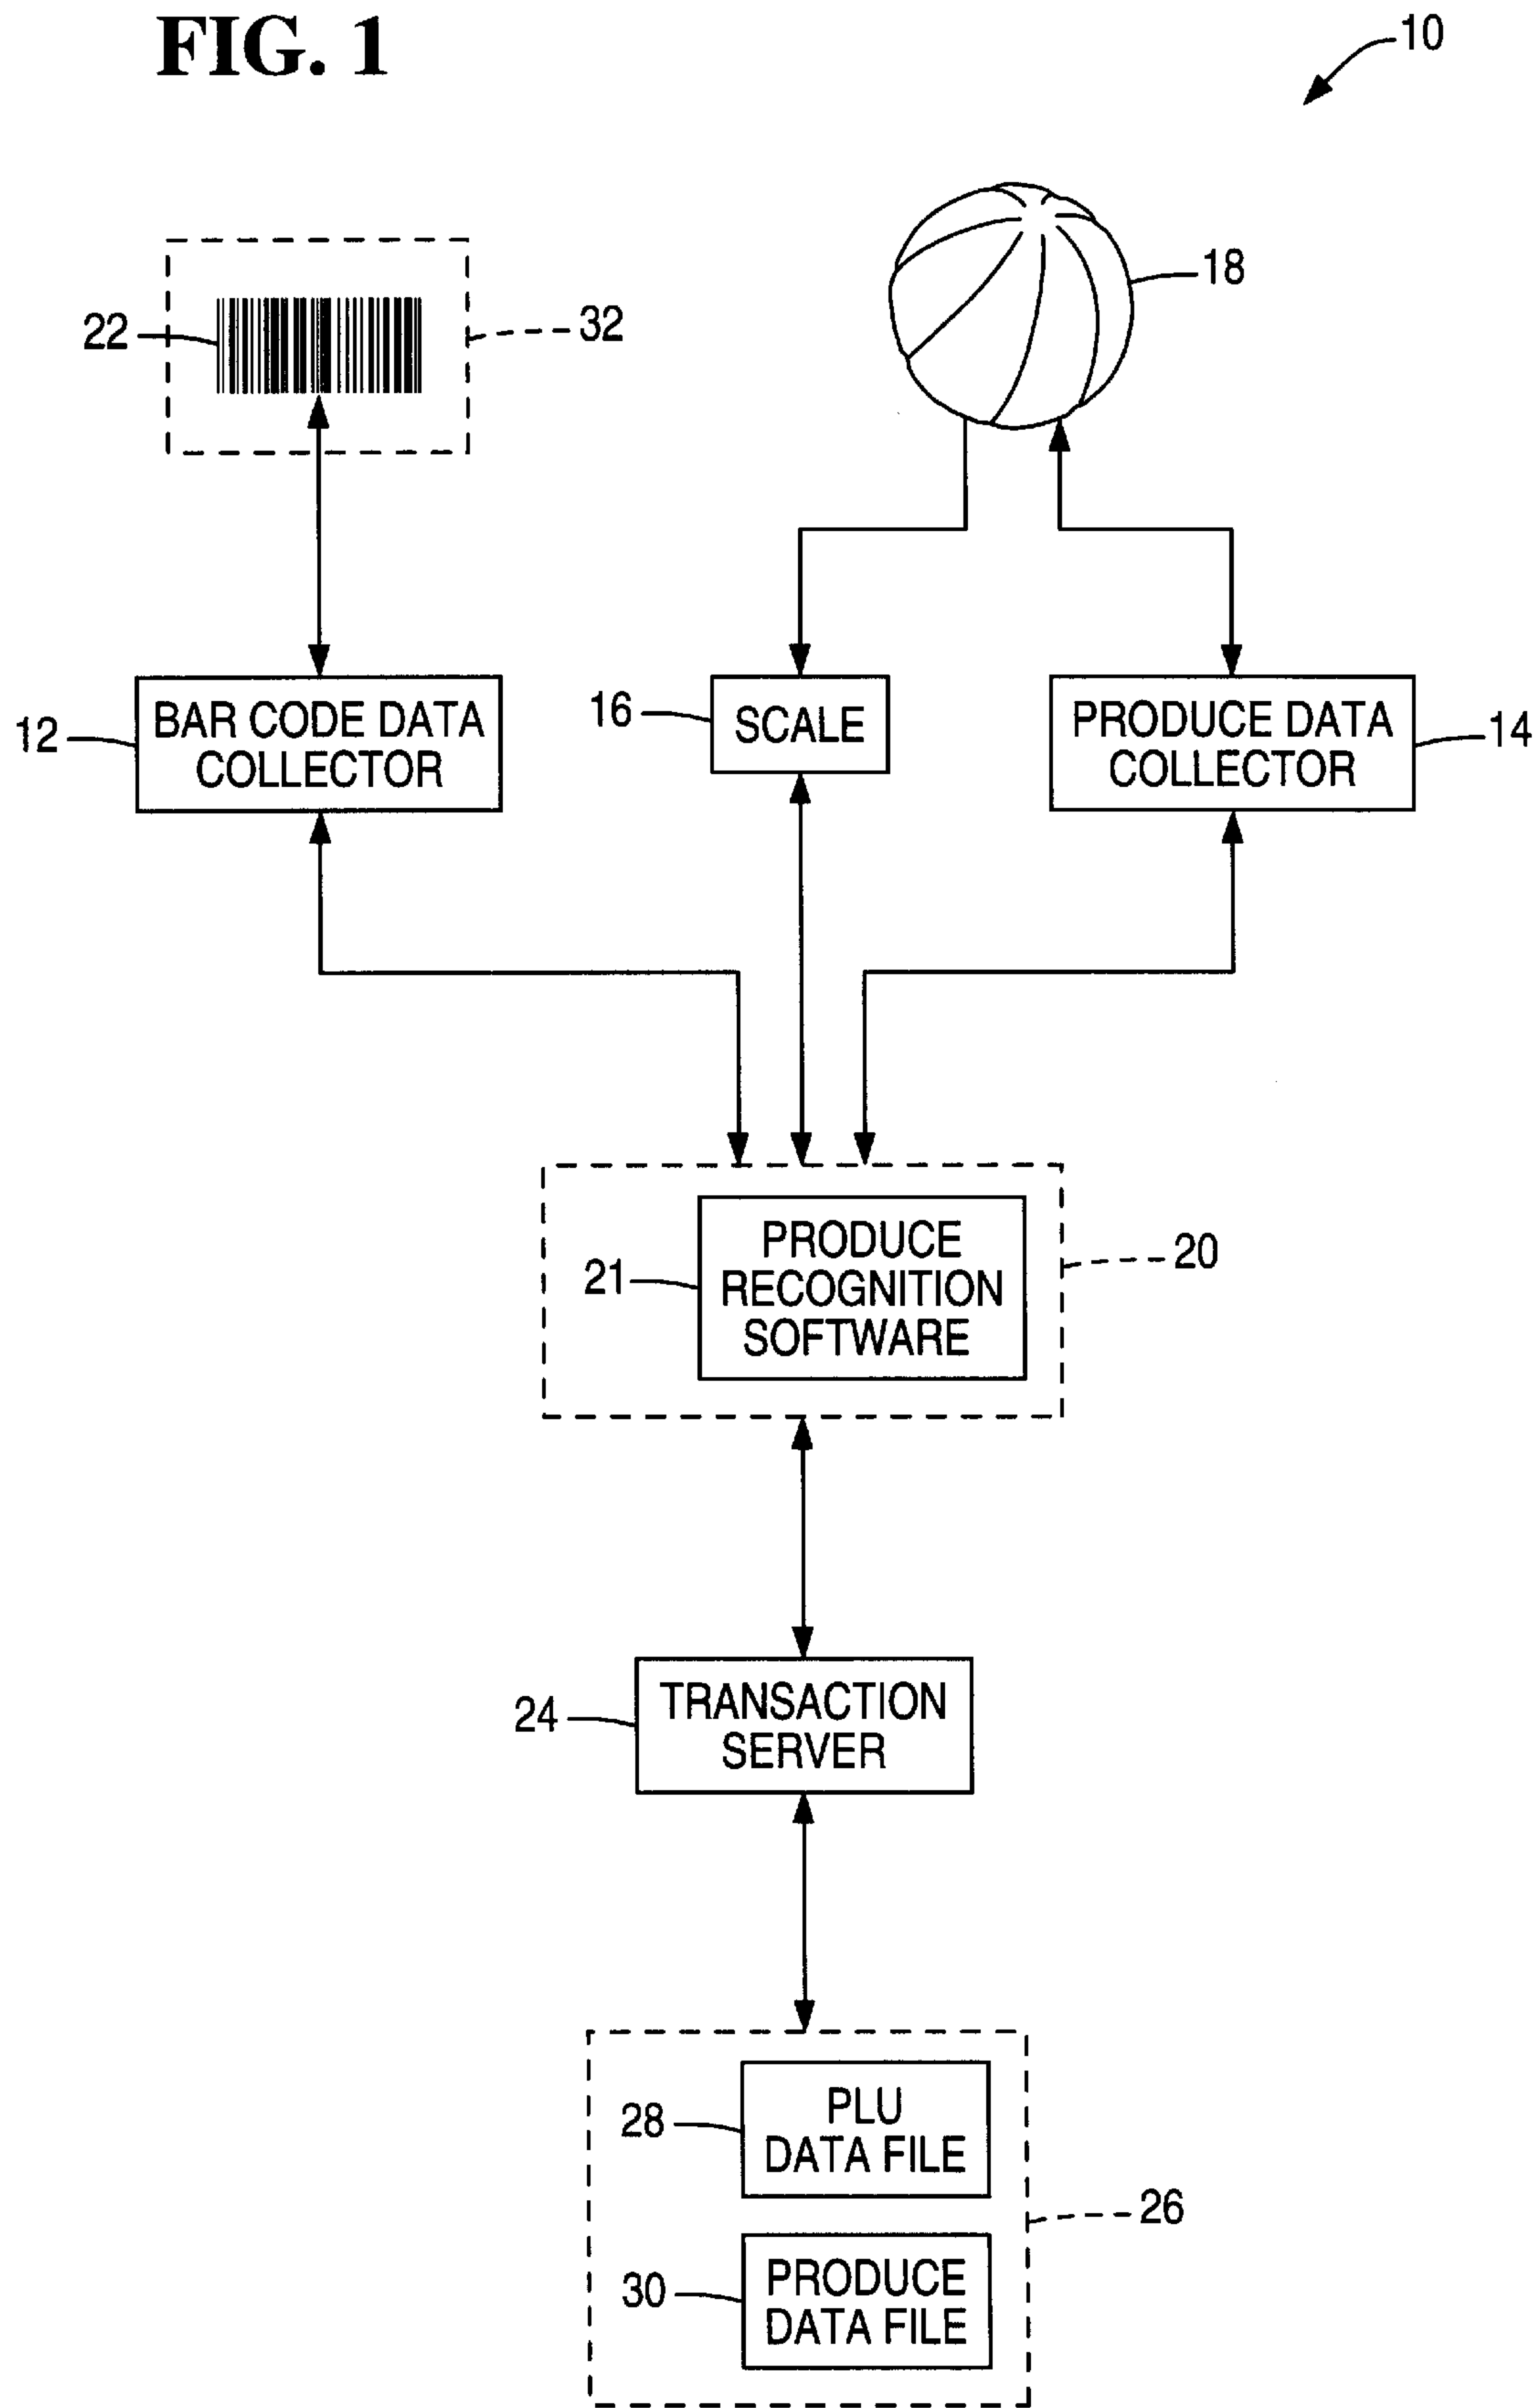 FIG. 1
10
18
22
32
12
BAR CODE DATA
COLLECTOR
16
SCALE
PRODUCE DATA
COLLECTOR
14
21
PRODUCE
RECOGNITION
SOFTWARE
20
24
TRANSACTION
SERVER
28
PLU
DATA FILE
26
30
PRODUCE
DATA FILE